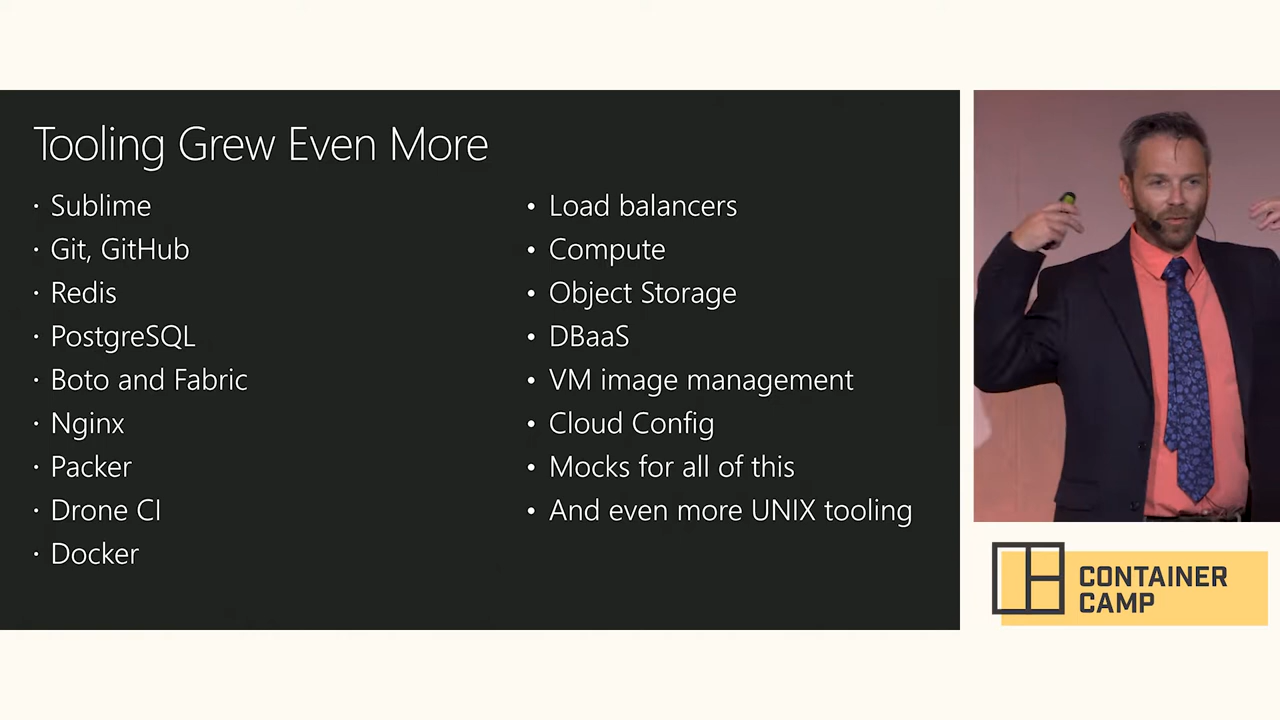 Tooling Grew Even More
· Sublime
· Git, GitHub
· Redis
· PostgreSQL
· Boto and Fabric
· Nginx
· Packer
· Drone CI
· Docker
• Load balancers
• Compute
• Object Storage
• DBaaS
• VM image management
• Cloud Config
• Mocks for all of this
• And even more UNIX tooling
CONTAINER
CAMP